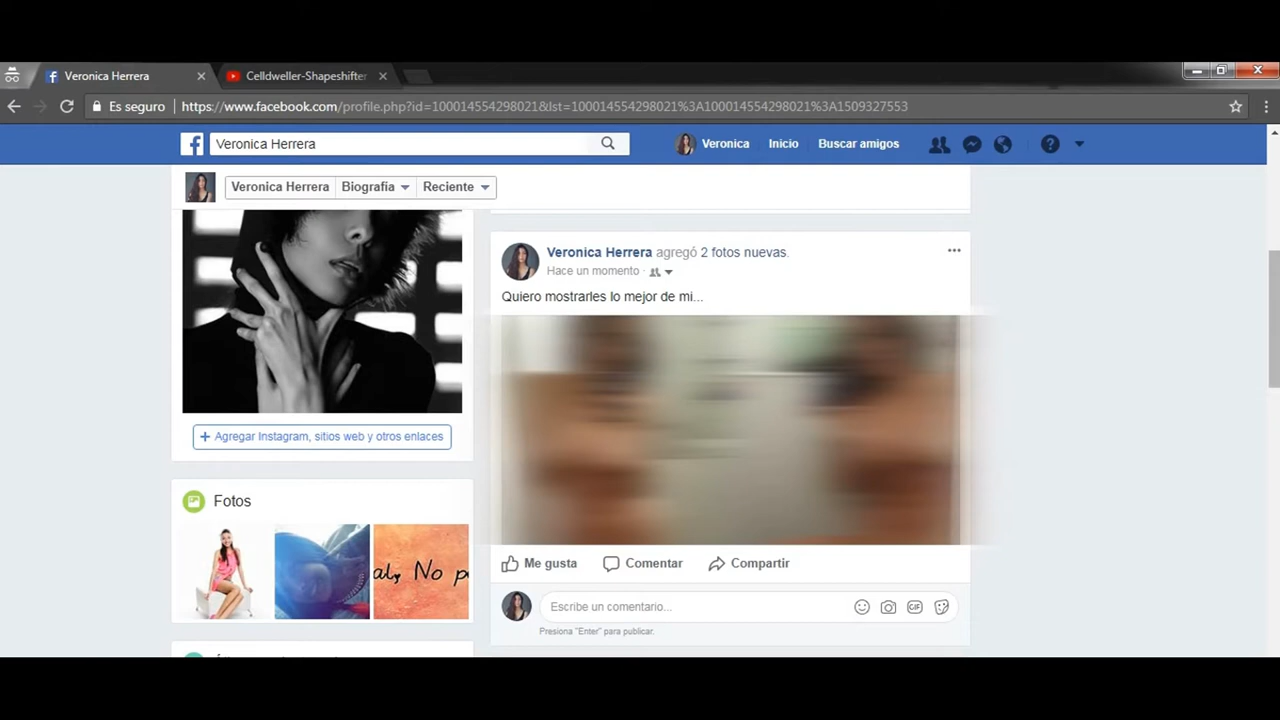 Veronica Herrera
Celldweller-Shapeshifter
Es seguro
https://www.facebook.com/profile.php?id=100014554298021&lst=100014554298021%3A100014554298021%3A1509327553
Veronica Herrera
Veronica
Inicio
Buscar amigos
Veronica Herrera
Biografía
Reciente
Veronica Herrera agregó 2 fotos nuevas.
Hace un momento ·
Quiero mostrarles lo mejor de mi...
+ Agregar Instagram, sitios web y otros enlaces
Fotos
al, No p
Me gusta
Comentar
Compartir
Escribe un comentario...
GIF
Presiona "Enter" para publicar.